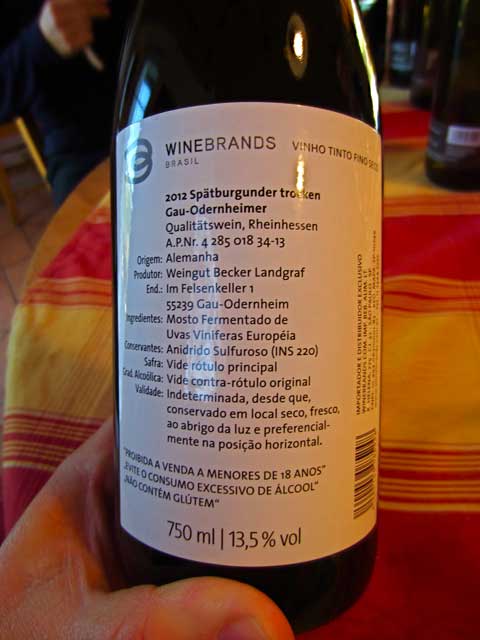 WINEBRANDS
BRASIL
VINHO TINTO FINO SECO
2012 Spätburgunder trocken
Gau-Odernheimer
Qualitätswein, Rheinhessen
A.P.Nr. 4 285 018 34-13
Origem: Alemanha
Produtor: Weingut Becker Landgraf
End.: Im Felsenkeller 1
55239 Gau-Odernheim
Ingredientes: Mosto Fermentado de
Uvas Viníferas Européia
Conservantes: Anidrido Sulfuroso (INS 220)
Safra: Vide rótulo principal
Grad. Alcoólica: Vide contra-rótulo original
Validade: Indeterminada, desde que,
conservado em local seco, fresco,
ao abrigo da luz e preferencial-
mente na posição horizontal.
"PROIBIDA A VENDA A MENORES DE 18 ANOS"
„EVITE O CONSUMO EXCESSIVO DE ÁLCOOL"
„NÃO CONTÉM GLÚTEM"
750 ml | 13,5 % vol
IMPORTADOR E DISTRIBUIDOR EXCLUSIVO